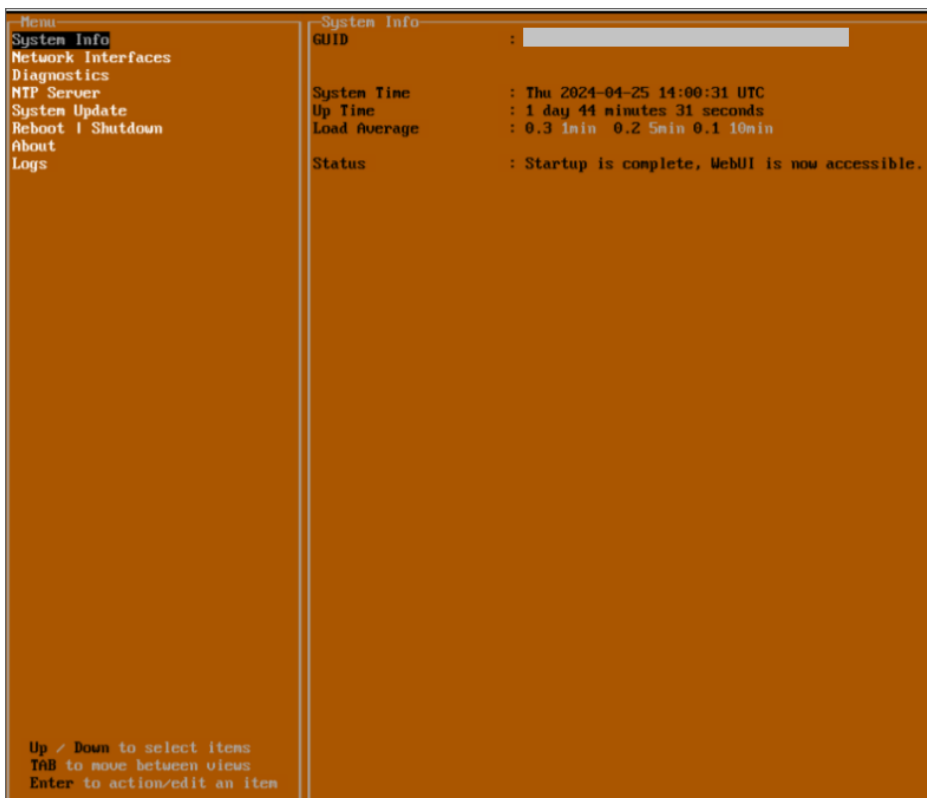 Menu
System Info
Network Interfaces
Diagnostics
NTP Server
System Update
Reboot | Shutdown
About
Logs
Up / Down to select items
TAB to move between views
Enter to action/edit an item
System Info
GUID :
System Time : Thu 2024-04-25 14:00:31 UTC
Up Time : 1 day 44 minutes 31 seconds
Load Average : 0.3 1min 0.2 5min 0.1 10min
Status : Startup is complete, WebUI is now accessible.